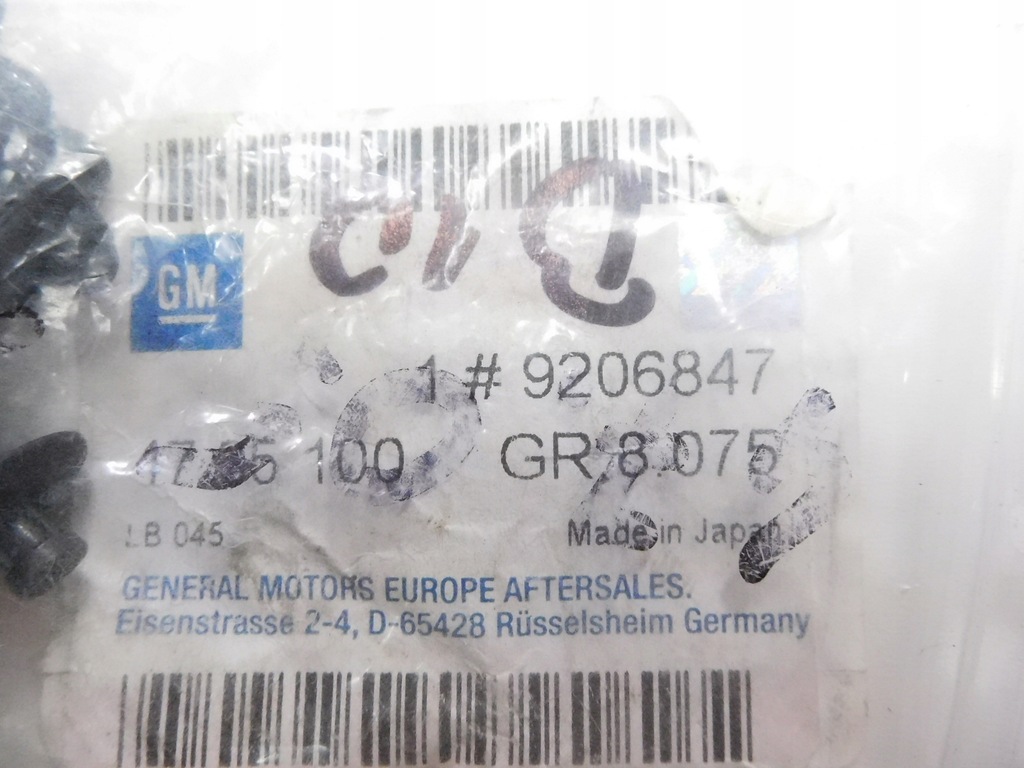 GM
1 # 9206847
100 GR 8.075
LB 045 Made in Japan
GENERAL MOTORS EUROPE AFTERSALES.
Eisenstrasse 2-4, D-65428 Rüsselsheim Germany